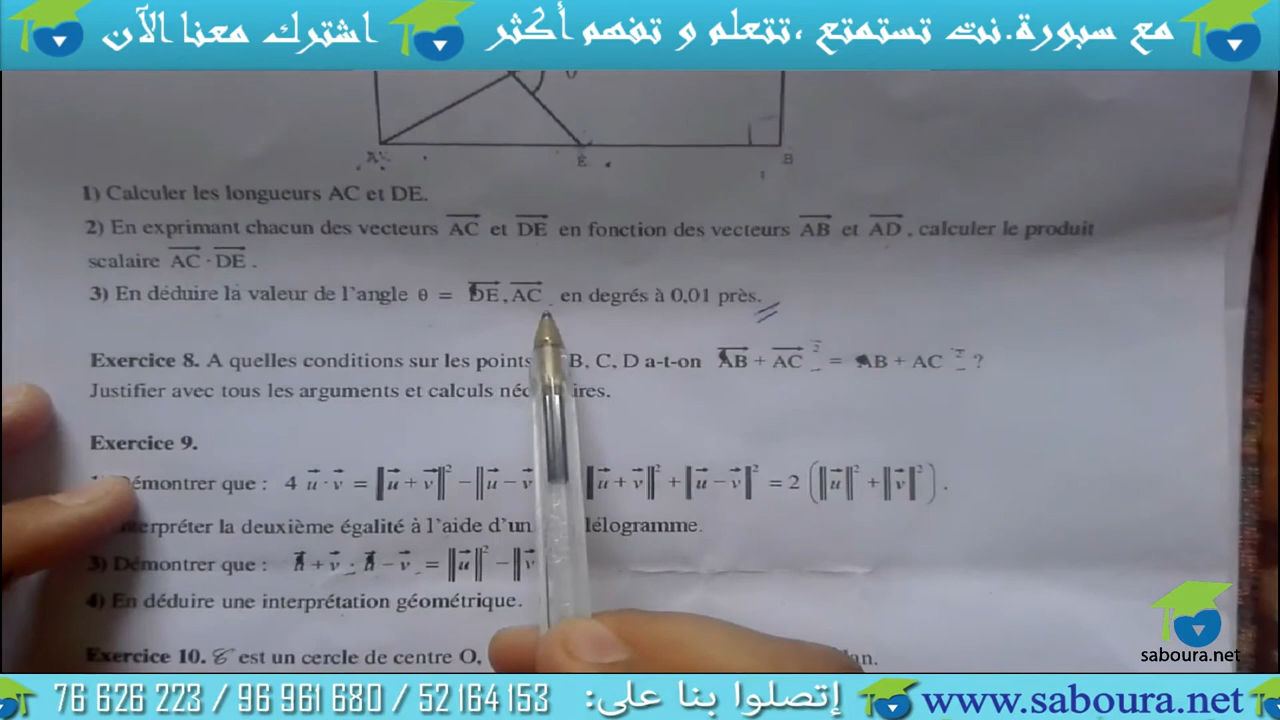 مع سبورة.نت تستمتع ،تتعلم و تفهم أكثر اشترك معنا الآن
θ
A E B
1) Calculer les longueurs AC et DE.
2) En exprimant chacun des vecteurs AC et DE en fonction des vecteurs AB et AD , calculer le produit
scalaire AC · DE .
3) En déduire la valeur de l'angle θ = DE , AC en degrés à 0,01 près.
Exercice 8. A quelles conditions sur les points B, C, D a-t-on AB + AC ² = AB + AC ² ?
Justifier avec tous les arguments et calculs
Exercice 9.
émontrer que : 4 u · v = ‖u + v‖² − ‖u − v ‖u + v‖² + ‖u − v‖² = 2 (‖u‖² + ‖v‖²) .
la deuxième égalité à l'aide d'un
3) Démontrer que : + v · − v = ‖u‖² − ‖v
4) En déduire une interprétation géométrique.
Exercice 10. 𝒞 est un cercle de centre O,
saboura.net
76 626 223 / 96 961 680 / 52 164 153 إتصلوا بنا على: www.saboura.net